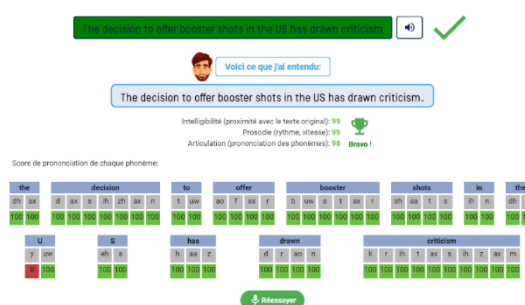 The decision to offer booster shots in the US has drawn criticism.
Voici ce que j'ai entendu:
The decision to offer booster shots in the US has drawn criticism.
Intelligibilité (proximité avec le texte original): 99
Prosodie (rythme, vitesse): 99
Articulation (prononciation des phonèmes): 98 Bravo !
Score de prononciation de chaque phonème:
the decision to offer booster shots in the
dh ax d ax s ih zh ax n t uw ao f ax r b uw s t ax r sh aa t s ih n dh
100 100 100 100 100 100 100 100 100 100 100 100 100 100 100 100 100 100 100 100 100 100 100 100 100 100 100 100
U S has drawn criticism
y uw eh s h aa z d r ao n k r ih t ax s ih z ax m
0 100 100 100 100 100 100 100 100 100 100 100 100 100 100 100 100 100 100 100 100
Réessayer